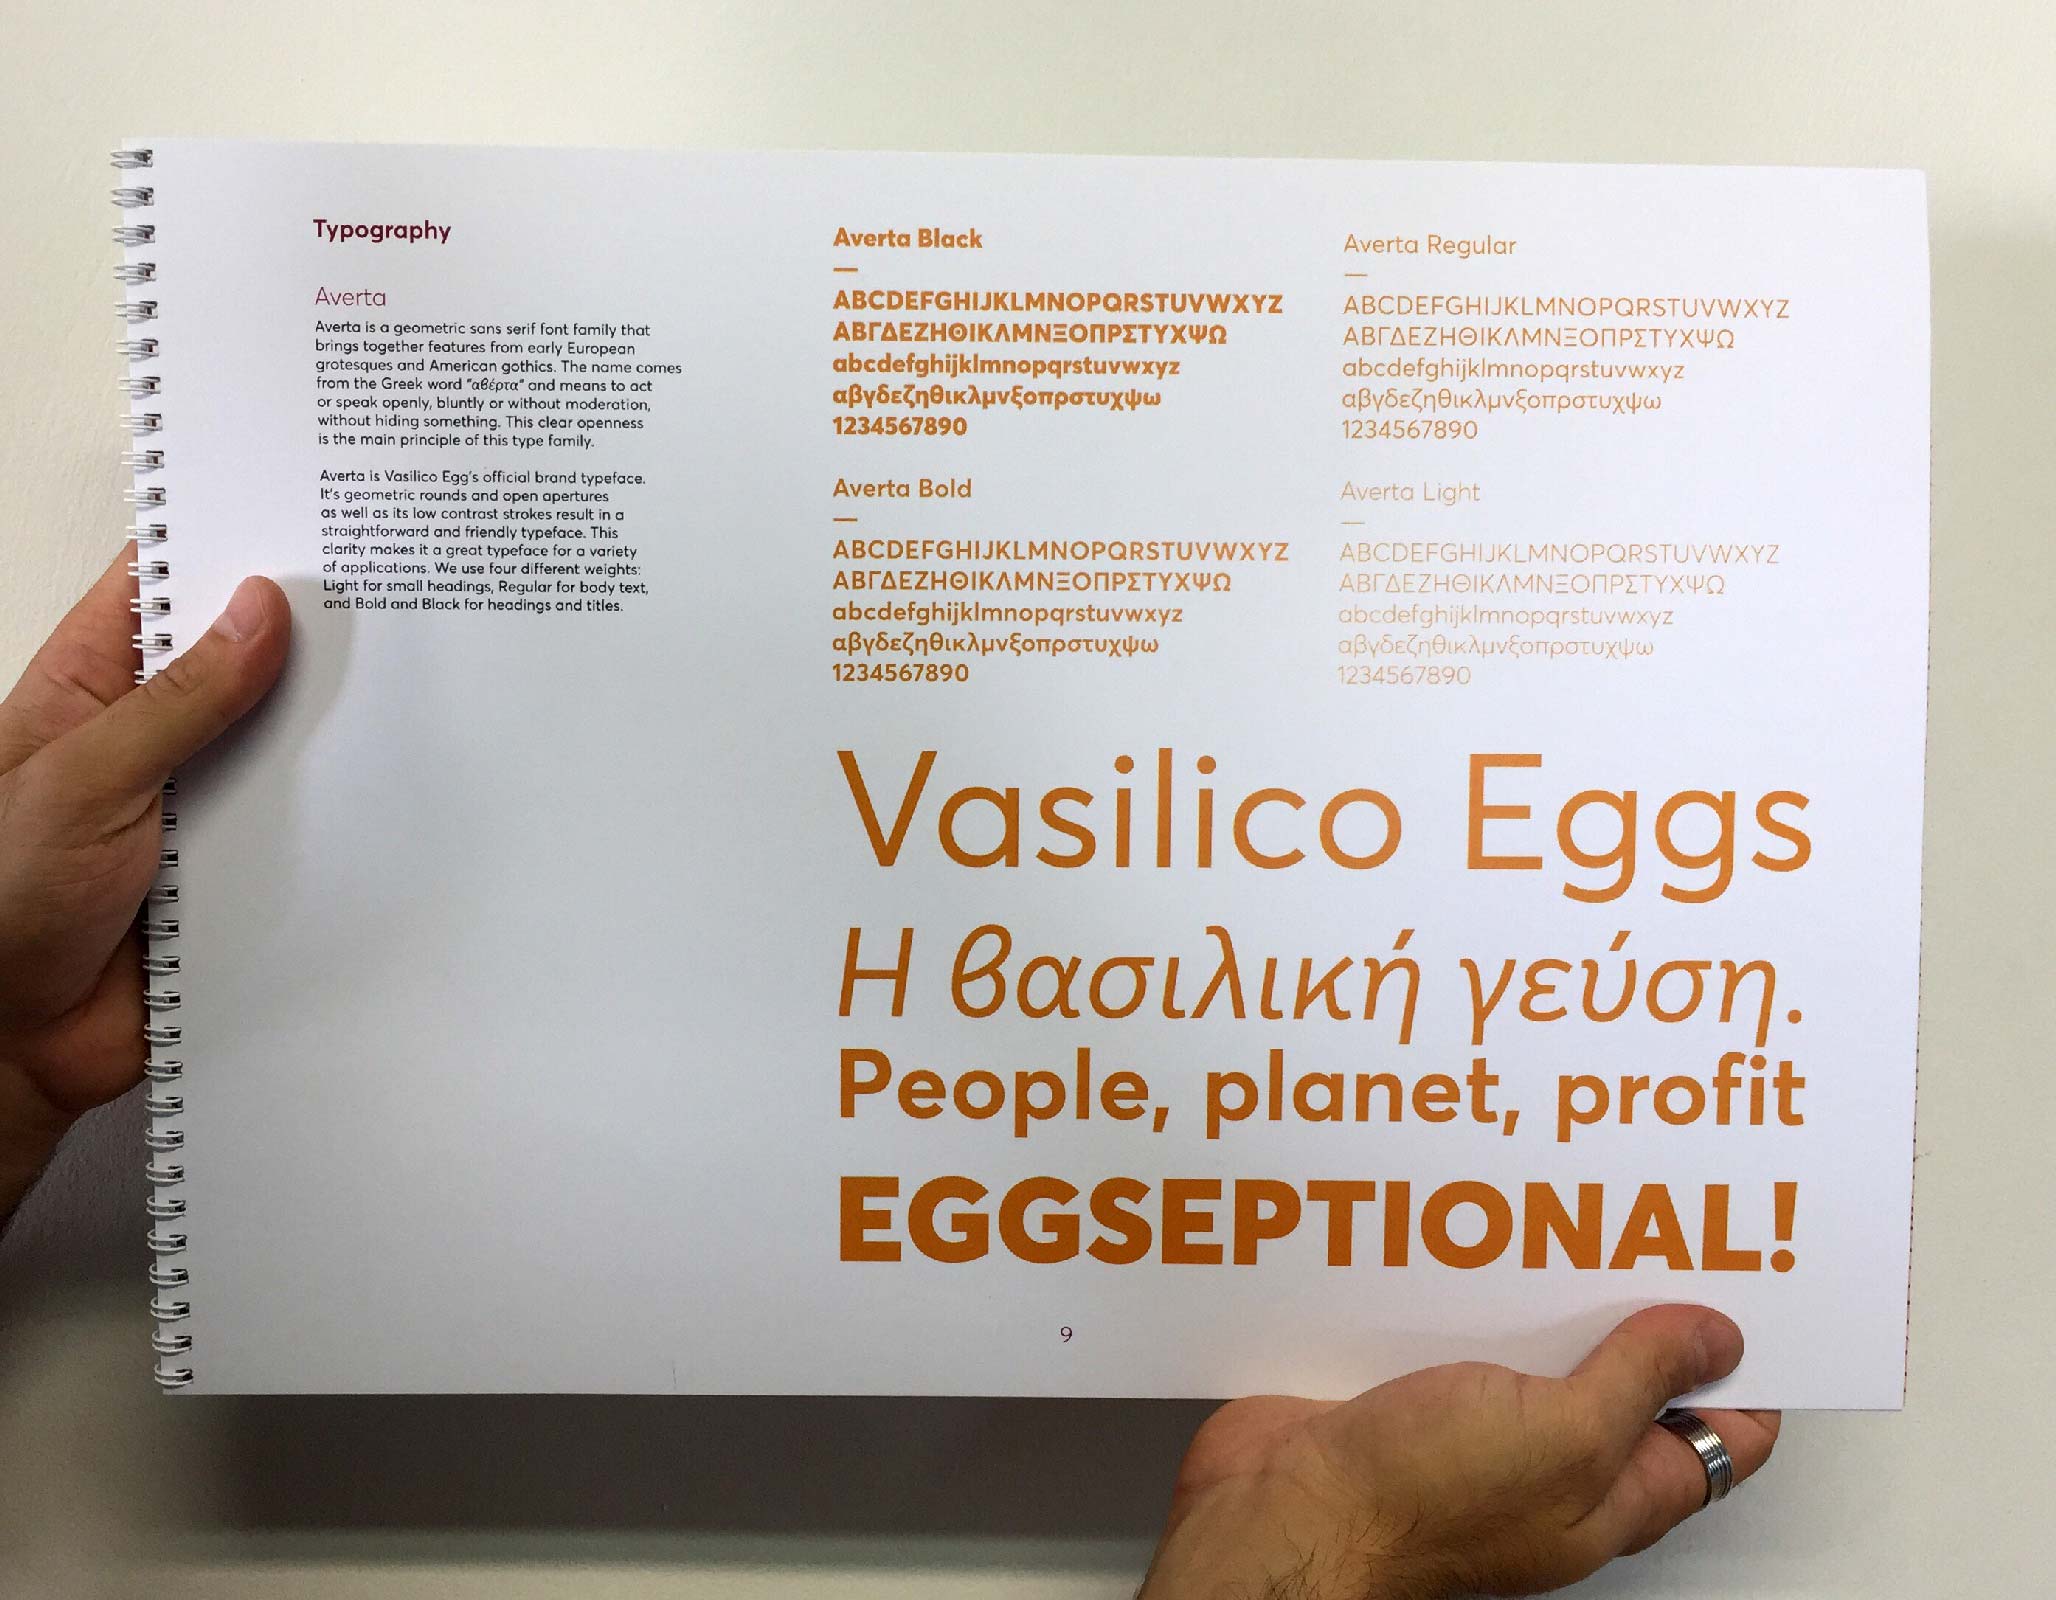 Typography
Averta
Averta is a geometric sans serif font family that
brings together features from early European
grotesques and American gothics. The name comes
from the Greek word “αβέρτα” and means to act
or speak openly, bluntly or without moderation,
without hiding something. This clear openness
is the main principle of this type family.
Averta is Vasilico Egg's official brand typeface.
It's geometric rounds and open apertures
as well as its low contrast strokes result in a
straightforward and friendly typeface. This
clarity makes it a great typeface for a variety
of applications. We use four different weights:
Light for small headings, Regular for body text,
and Bold and Black for headings and titles.
Averta Black
—
ABCDEFGHIJKLMNOPQRSTUVWXYZ
ΑΒΓΔΕΖΗΘΙΚΛΜΝΞΟΠΡΣΤΥΧΨΩ
abcdefghijklmnopqrstuvwxyz
αβγδεζηθικλμνξοπρστυχψω
1234567890
Averta Regular
—
ABCDEFGHIJKLMNOPQRSTUVWXYZ
ΑΒΓΔΕΖΗΘΙΚΛΜΝΞΟΠΡΣΤΥΧΨΩ
abcdefghijklmnopqrstuvwxyz
αβγδεζηθικλμνξοπρστυχψω
1234567890
Averta Bold
—
ABCDEFGHIJKLMNOPQRSTUVWXYZ
ΑΒΓΔΕΖΗΘΙΚΛΜΝΞΟΠΡΣΤΥΧΨΩ
abcdefghijklmnopqrstuvwxyz
αβγδεζηθικλμνξοπρστυχψω
1234567890
Averta Light
—
ABCDEFGHIJKLMNOPQRSTUVWXYZ
ΑΒΓΔΕΖΗΘΙΚΛΜΝΞΟΠΡΣΤΥΧΨΩ
abcdefghijklmnopqrstuvwxyz
αβγδεζηθικλμνξοπρστυχψω
1234567890
Vasilico Eggs
Η βασιλική γεύση.
People, planet, profit
EGGSEPTIONAL!
9